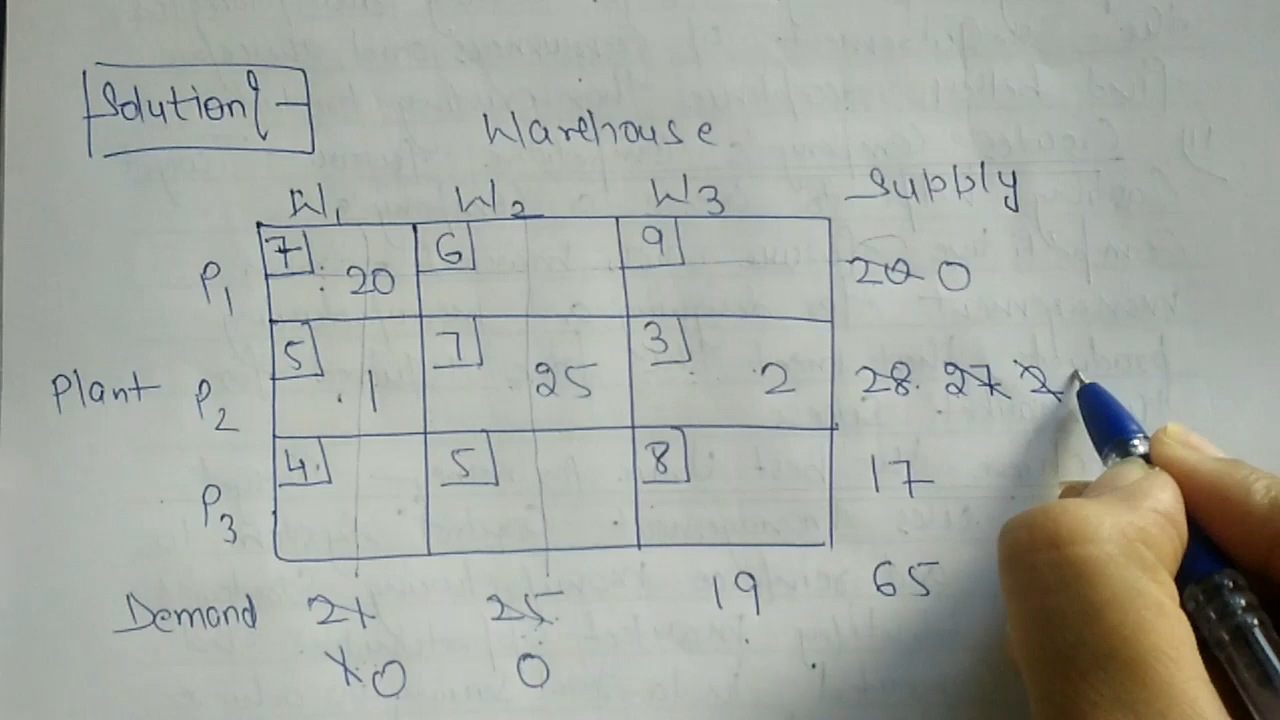 Solution :-
Warehouse
W1 W2 W3 Supply
P1 7 20 6 9 20 0
Plant P2 5 1 7 25 3 2 28 27 2
P3 4 5 8 17
Demand 21 25 19 65
1 0 0